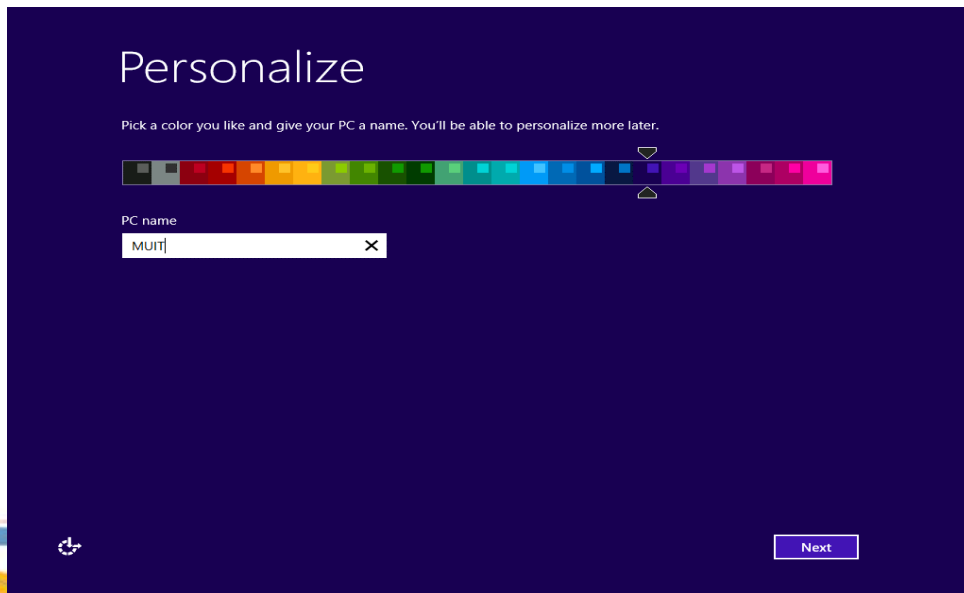 Personalize
Pick a color you like and give your PC a name. You'll be able to personalize more later.
PC name
MUIT
Next